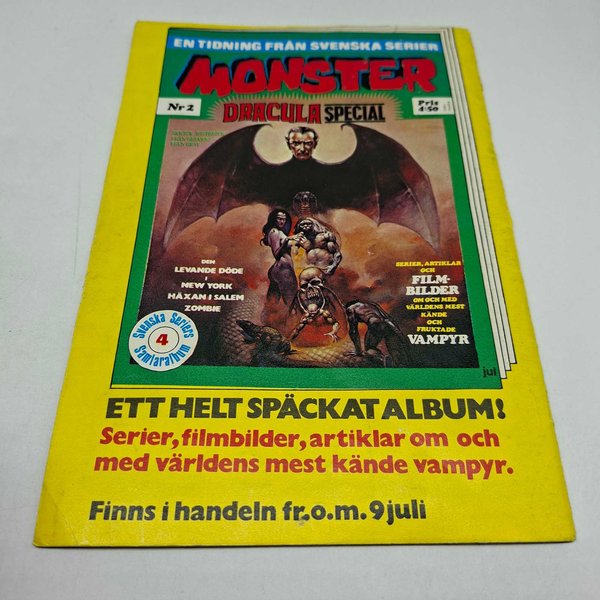 EN TIDNING FRÅN SVENSKA SERIER
MONSTER
Nr 2
Pris
4:50
DRACULA SPECIAL
DEN
LEVANDE DÖDE
I
NEW YORK
HÄXAN I SALEM
ZOMBIE
SERIER, ARTIKLAR
OCH
FILM-
BILDER
OM OCH MED
VÄRLDENS MEST
KÄNDE
OCH
FRUKTADE
VAMPYR
Svenska Seriers
4
Samlaralbum
jul
ETT HELT SPÄCKAT ALBUM!
Serier, filmbilder, artiklar om och
med världens mest kände vampyr.
Finns i handeln fr.o.m. 9 juli